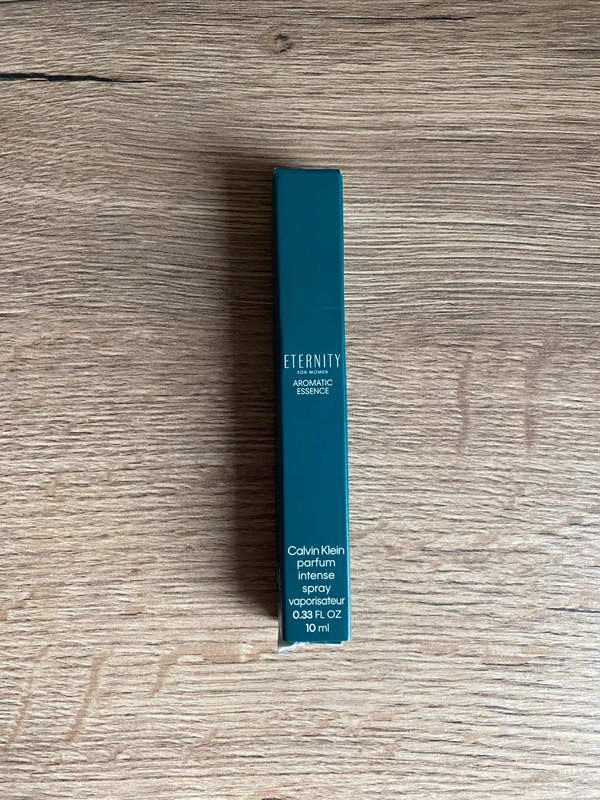 ETERNITY
FOR WOMEN
AROMATIC
ESSENCE
Calvin Klein
parfum
intense
spray
vaporisateur
0.33 FL OZ
10 ml